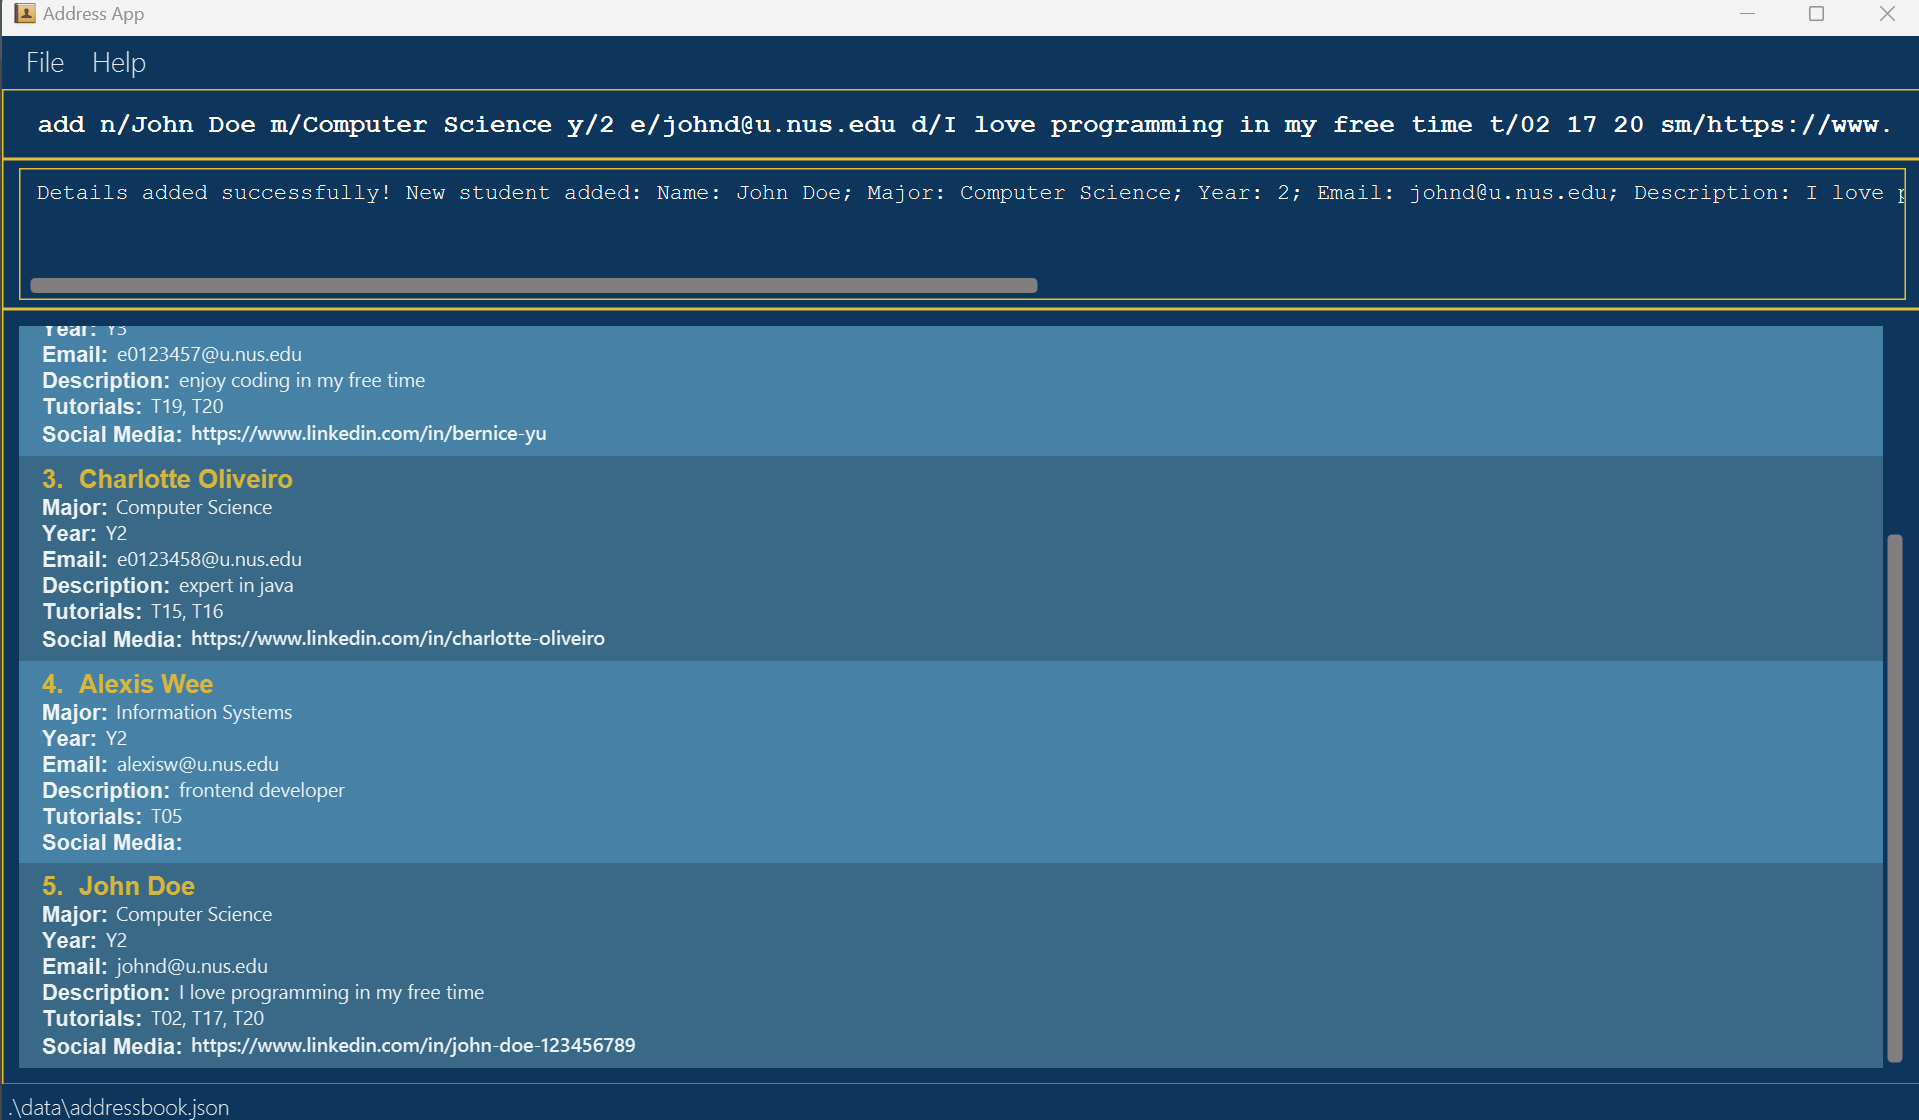 Address App
File Help
add n/John Doe m/Computer Science y/2 e/johnd@u.nus.edu d/I love programming in my free time t/02 17 20 sm/https://www.
Details added successfully! New student added: Name: John Doe; Major: Computer Science; Year: 2; Email: johnd@u.nus.edu; Description: I love
Year: Y3
Email: e0123457@u.nus.edu
Description: enjoy coding in my free time
Tutorials: T19, T20
Social Media: https://www.linkedin.com/in/bernice-yu
3. Charlotte Oliveiro
Major: Computer Science
Year: Y2
Email: e0123458@u.nus.edu
Description: expert in java
Tutorials: T15, T16
Social Media: https://www.linkedin.com/in/charlotte-oliveiro
4. Alexis Wee
Major: Information Systems
Year: Y2
Email: alexisw@u.nus.edu
Description: frontend developer
Tutorials: T05
Social Media:
5. John Doe
Major: Computer Science
Year: Y2
Email: johnd@u.nus.edu
Description: I love programming in my free time
Tutorials: T02, T17, T20
Social Media: https://www.linkedin.com/in/john-doe-123456789
.\data\addressbook.json